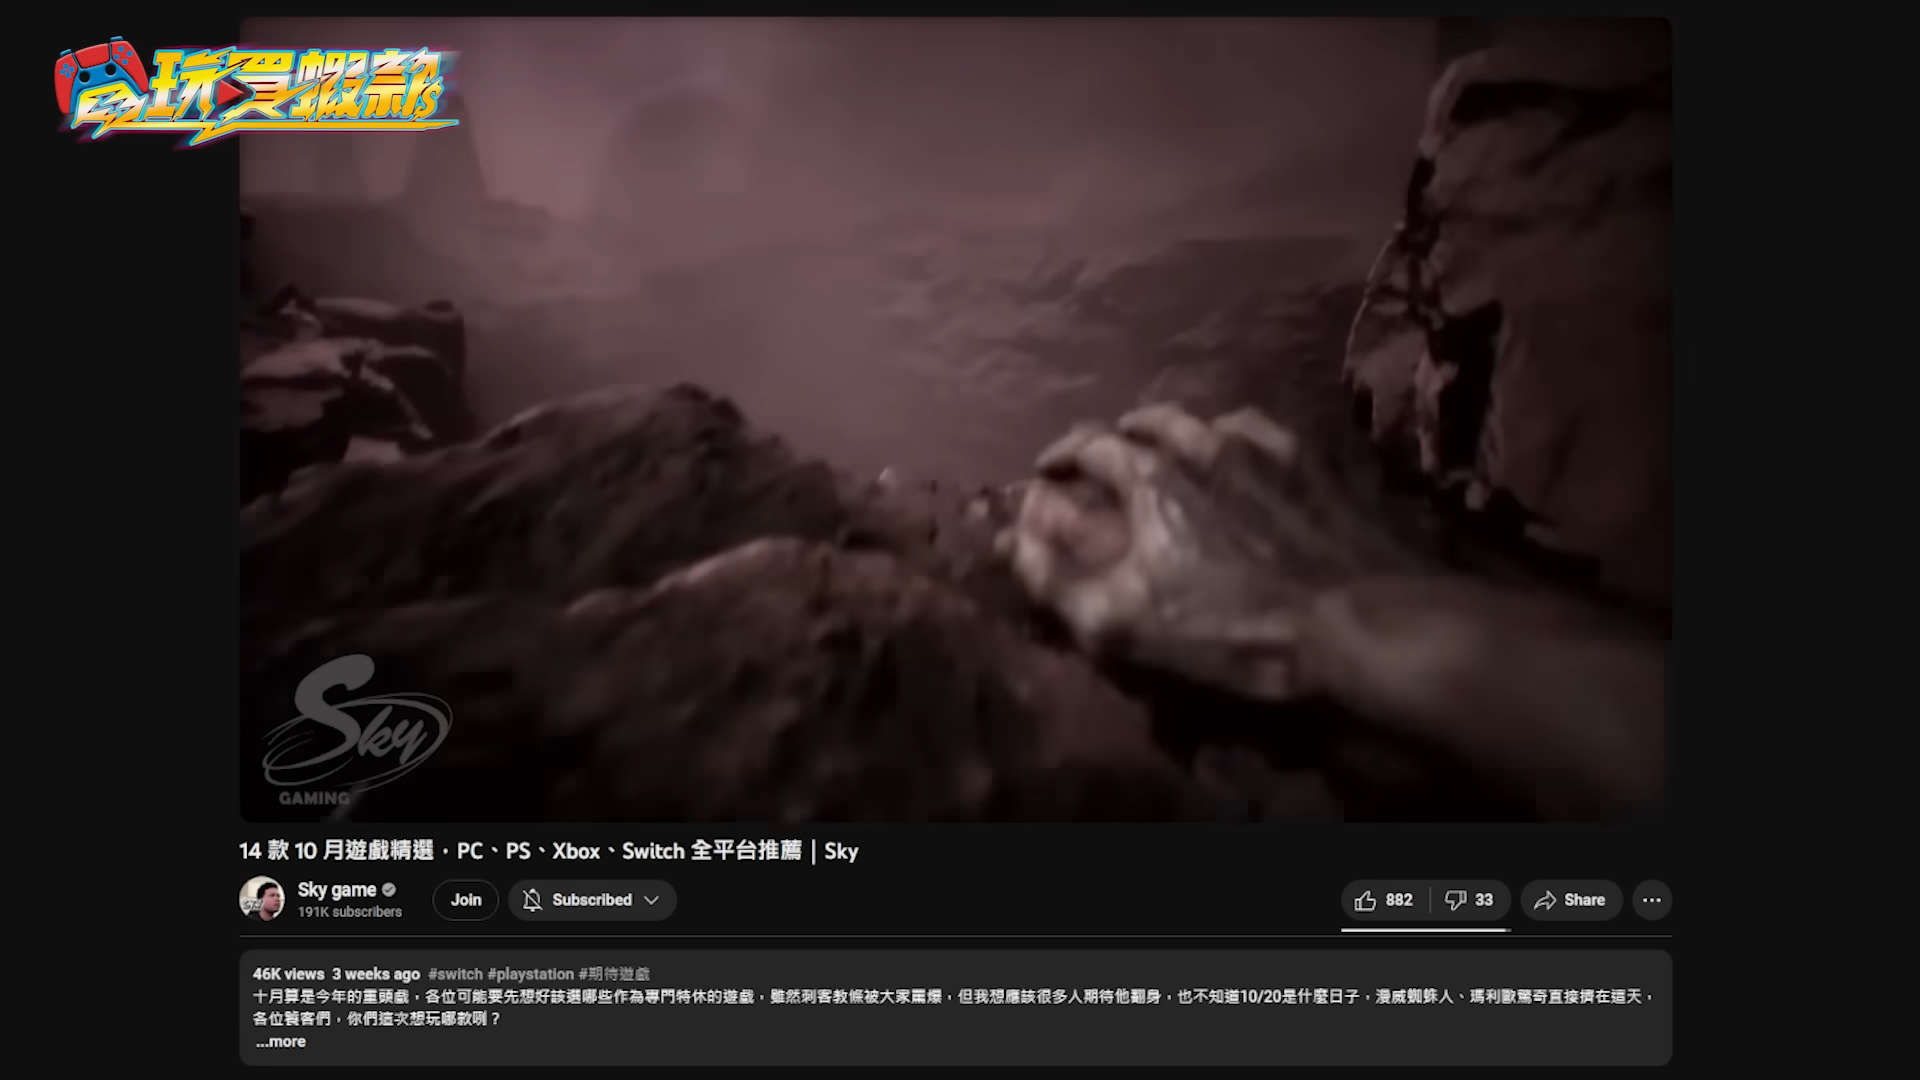 玩買蝦款
Sky
GAMING
14 款 10 月遊戲精選，PC、PS、Xbox、Switch 全平台推薦｜Sky
Sky game
191K subscribers
Join
Subscribed
882
33
Share
46K views 3 weeks ago #switch #playstation #期待遊戲
十月算是今年的重頭戲，各位可能要先想好該選哪些作為專門特休的遊戲，雖然刺客教條被大家罵爆，但我想應該很多人期待他翻身，也不知道10/20是什麼日子，漫威蜘蛛人、瑪利歐驚奇直接擠在這天，
各位饕客們，你們這次想玩哪款咧？
...more